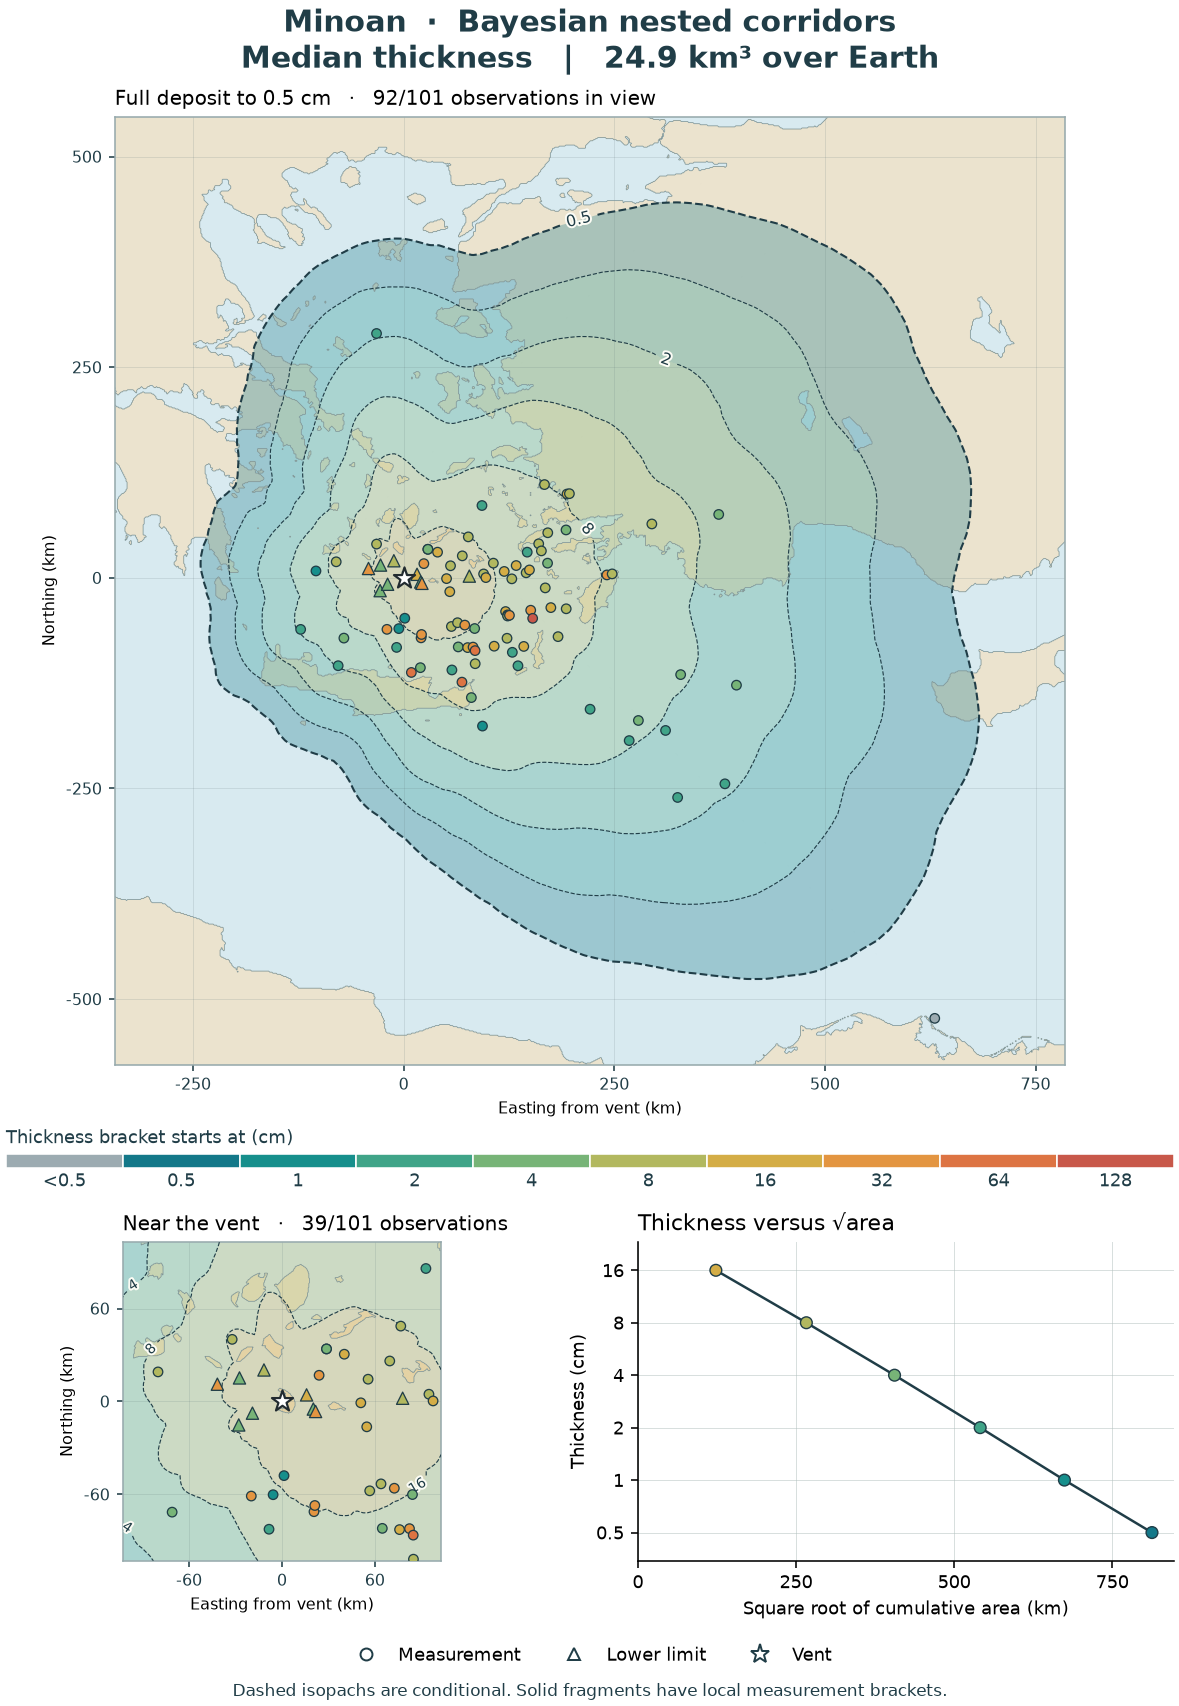 Minoan · Bayesian nested corridors
Median thickness | 24.9 km³ over Earth
Full deposit to 0.5 cm · 92/101 observations in view
500
250
0
-250
-500
Northing (km)
0.5
2
8
-250
0
250
500
750
Easting from vent (km)
Thickness bracket starts at (cm)
<0.5
0.5
1
2
4
8
16
32
64
128
Near the vent · 39/101 observations
60
0
-60
Northing (km)
4
8
16
4
-60
0
60
Easting from vent (km)
Thickness versus √area
16
8
4
2
1
0.5
Thickness (cm)
0
250
500
750
Square root of cumulative area (km)
Measurement
Lower limit
Vent
Dashed isopachs are conditional. Solid fragments have local measurement brackets.